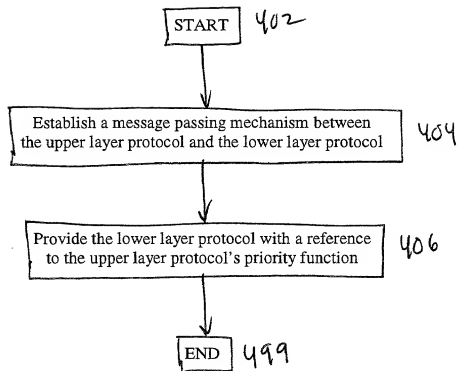 START 402
Establish a message passing mechanism between
the upper layer protocol and the lower layer protocol 404
Provide the lower layer protocol with a reference
to the upper layer protocol's priority function 406
END 499